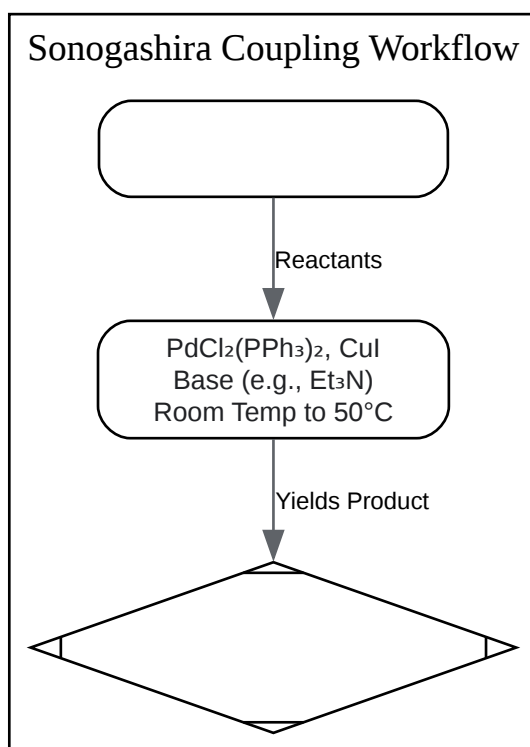 Sonogashira Coupling Workflow
Reactants
PdCl₂(PPh₃)₂, CuI
Base (e.g., Et₃N)
Room Temp to 50°C
Yields Product